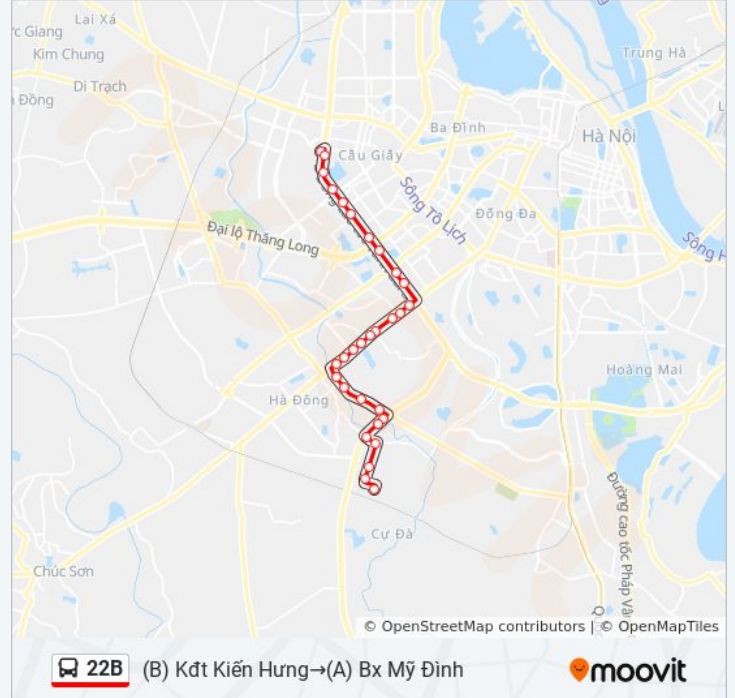 Lai Xá
c Giang
Kim Chung
Di Trạch
Đồng
Trung Hà
Ba Đình
Hà Nội
Cầu Giấy
Sông Tô Lịch
Đống Đa
Đại lộ Thăng Long
Sông H
Hoàng Mai
Hà Đông
Cự Đà
Đường cao tốc Pháp Vân
Q
Chúc Sơn
© OpenStreetMap contributors | © OpenMapTiles
22B (B) Kđt Kiến Hưng→(A) Bx Mỹ Đình moovit